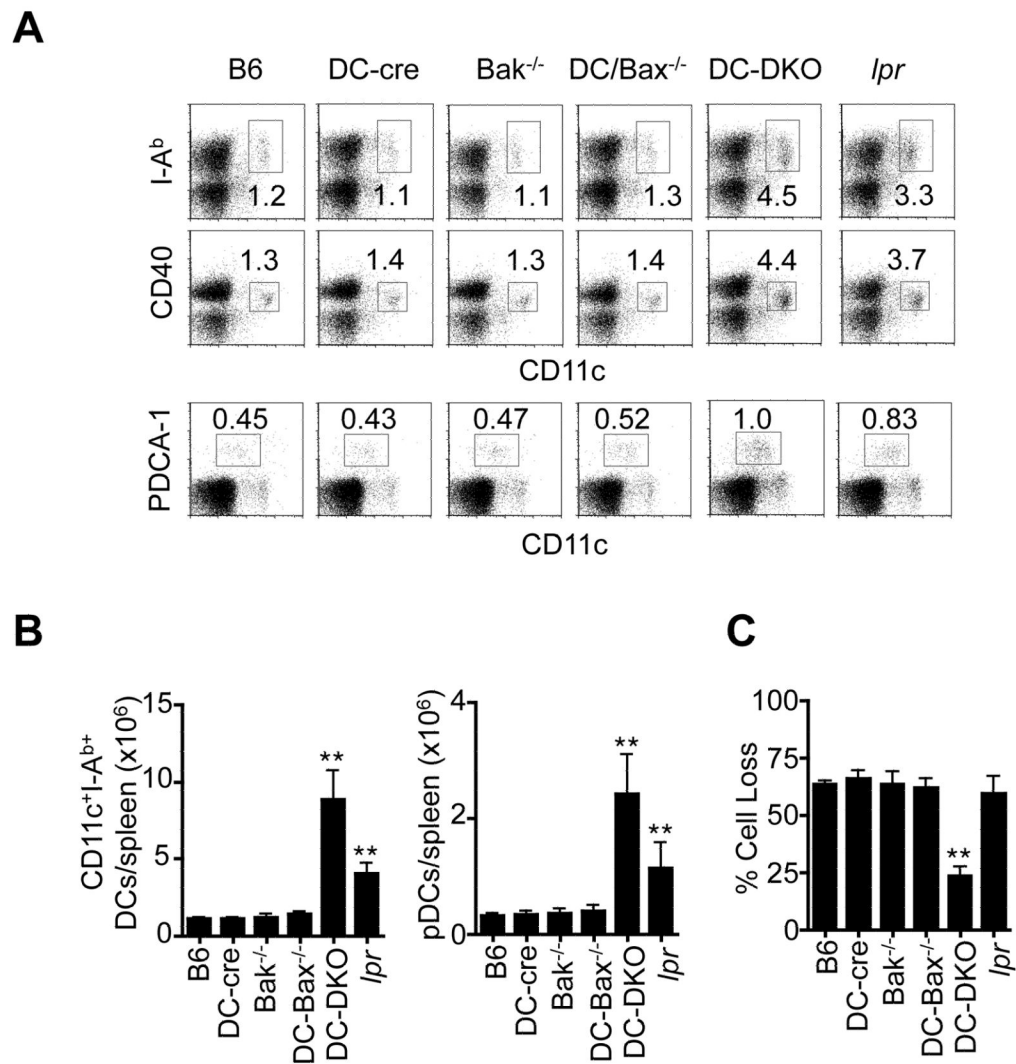 A
B6 DC-cre Bak-/- DC/Bax-/- DC-DKO lpr
I-Ab
1.2 1.1 1.1 1.3 4.5 3.3
CD40
1.3 1.4 1.3 1.4 4.4 3.7
CD11c
PDCA-1
0.45 0.43 0.47 0.52 1.0 0.83
CD11c
B
CD11c+I-Ab+
DCs/spleen (x10⁶)
15
10
5
0
**
**
B6
DC-cre
Bak-/-
DC-Bax-/-
DC-DKO
lpr
pDCs/spleen (x10⁶)
4
2
0
**
**
B6
DC-cre
Bak-/-
DC-Bax-/-
DC-DKO
lpr
C
% Cell Loss
100
75
50
25
0
**
B6
DC-cre
Bak-/-
DC-Bax-/-
DC-DKO
lpr